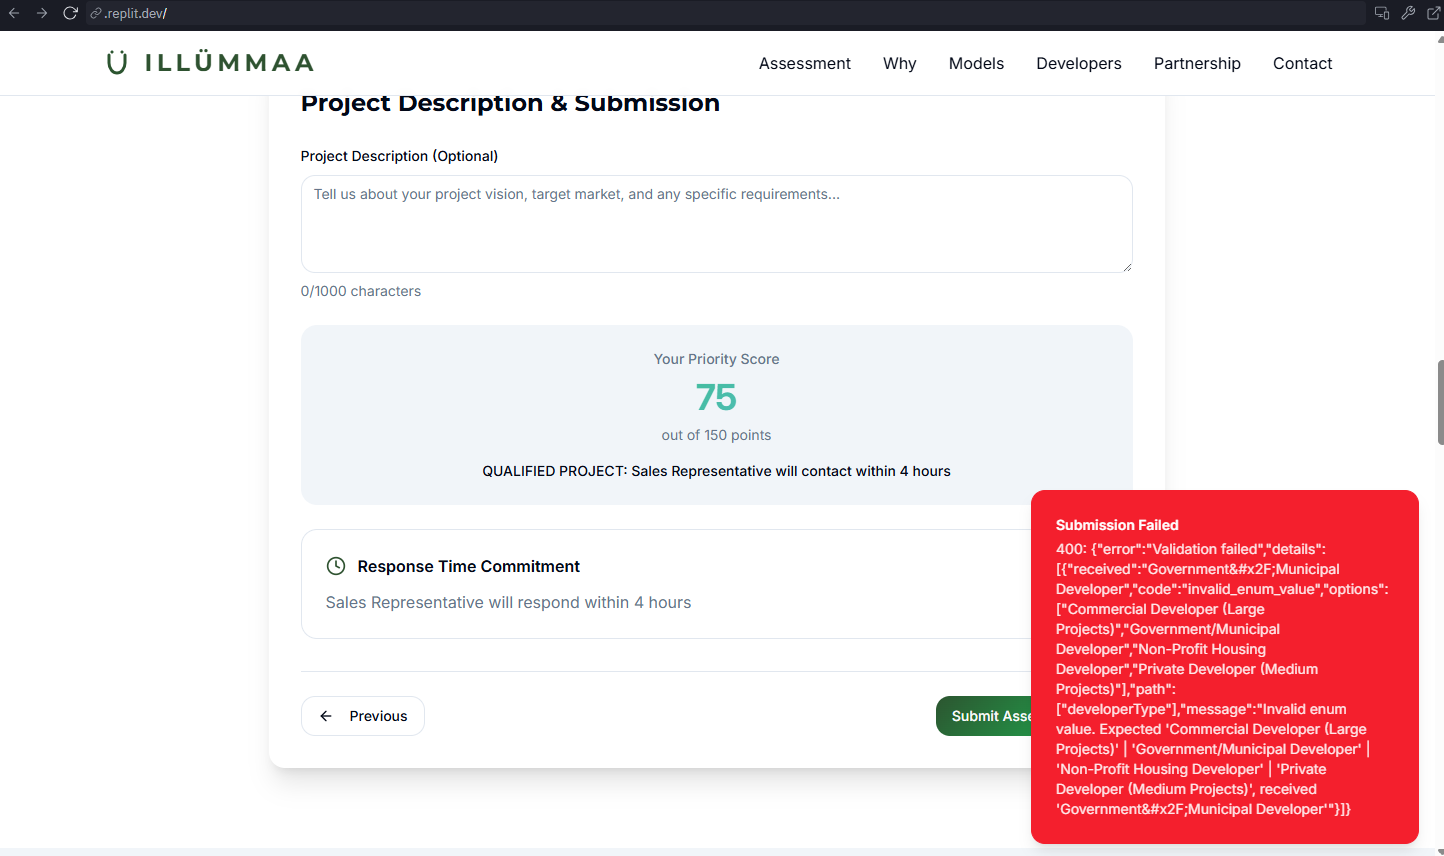 .replit.dev/
ILLÜMMAA
Assessment
Why
Models
Developers
Partnership
Contact
Project Description & Submission
Project Description (Optional)
Tell us about your project vision, target market, and any specific requirements...
0/1000 characters
Your Priority Score
75
out of 150 points
QUALIFIED PROJECT: Sales Representative will contact within 4 hours
Response Time Commitment
Sales Representative will respond within 4 hours
Previous
Submit Asse
Submission Failed
400: {"error":"Validation failed","details":
[{"received":"Government&#x2F;Municipal
Developer","code":"invalid_enum_value","options":
["Commercial Developer (Large
Projects)","Government/Municipal
Developer","Non-Profit Housing
Developer","Private Developer (Medium
Projects)"],"path":
["developerType"],"message":"Invalid enum
value. Expected 'Commercial Developer (Large
Projects)' | 'Government/Municipal Developer' |
'Non-Profit Housing Developer' | 'Private
Developer (Medium Projects)', received
'Government&#x2F;Municipal Developer'"}]}